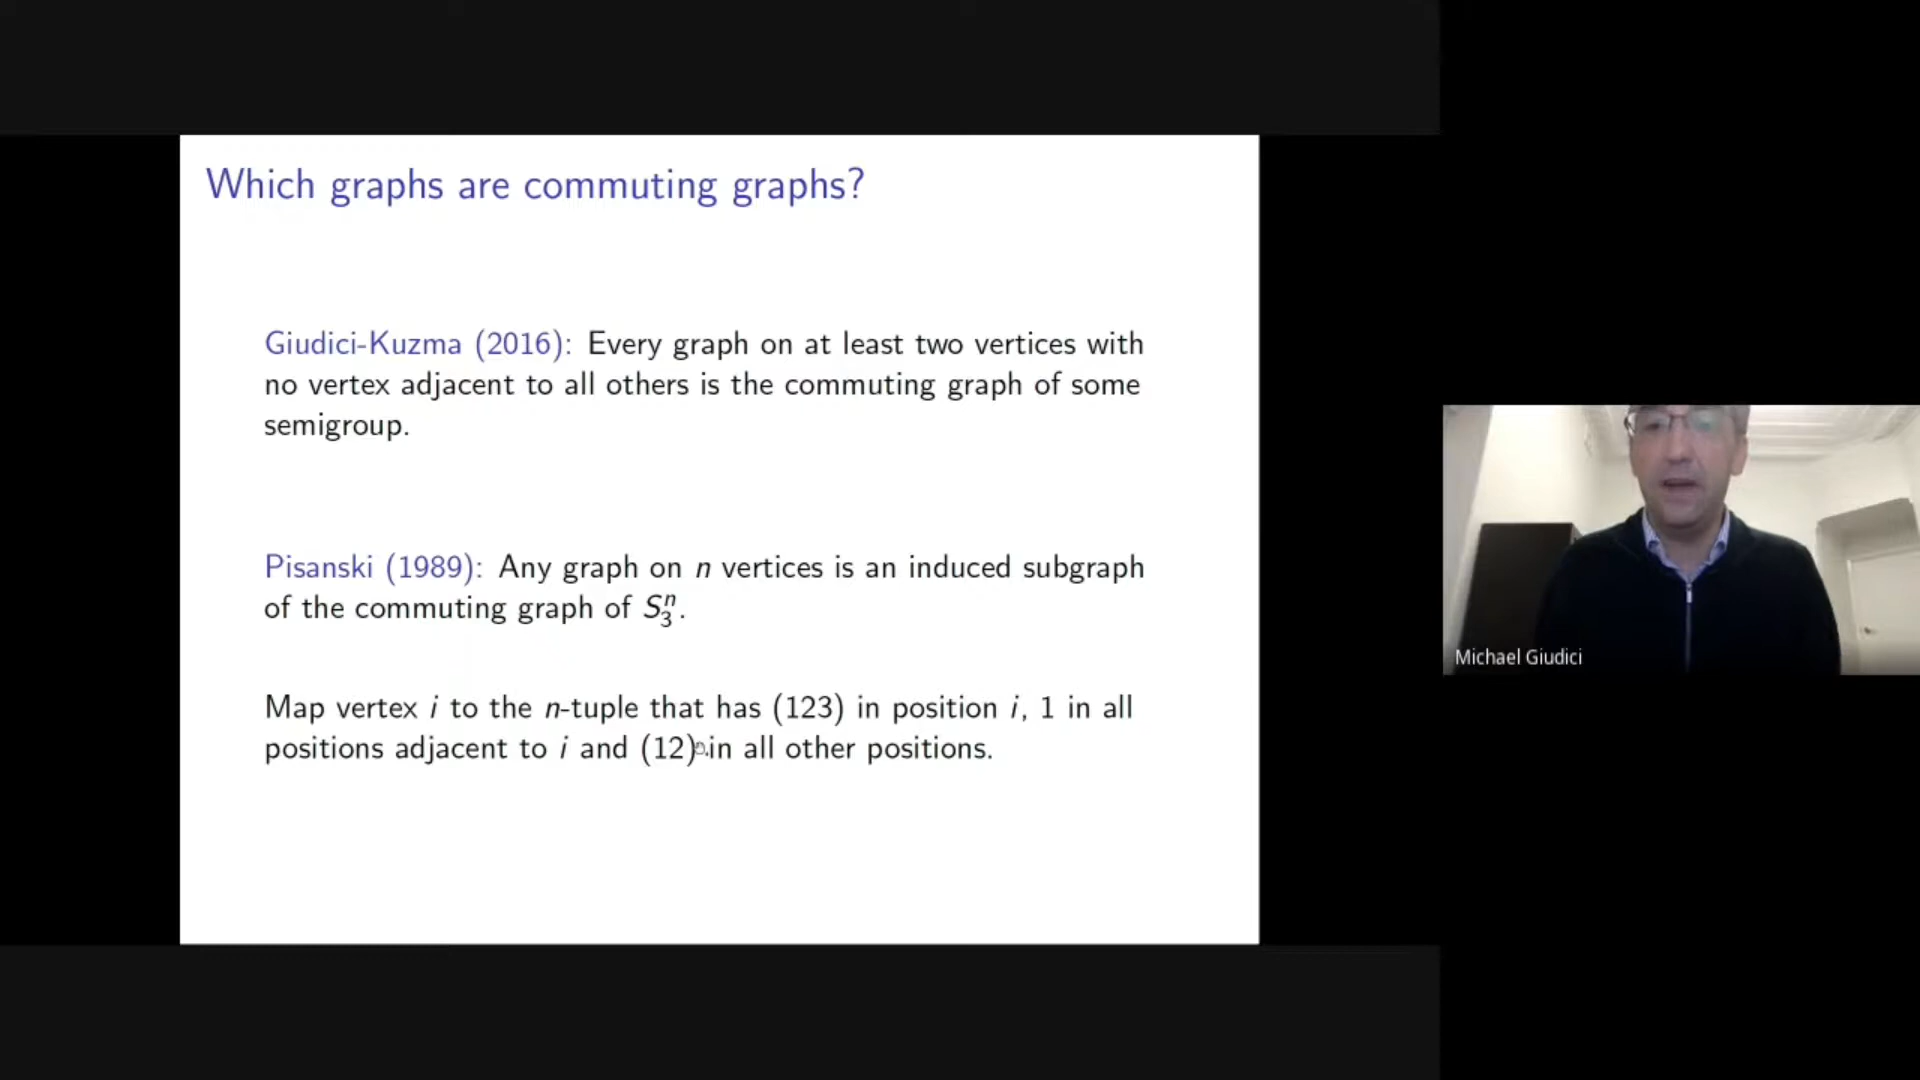 Which graphs are commuting graphs?
Giudici-Kuzma (2016): Every graph on at least two vertices with
no vertex adjacent to all others is the commuting graph of some
semigroup.
Pisanski (1989): Any graph on n vertices is an induced subgraph
of the commuting graph of S₃ⁿ.
Map vertex i to the n-tuple that has (123) in position i, 1 in all
positions adjacent to i and (12) in all other positions.
Michael Giudici